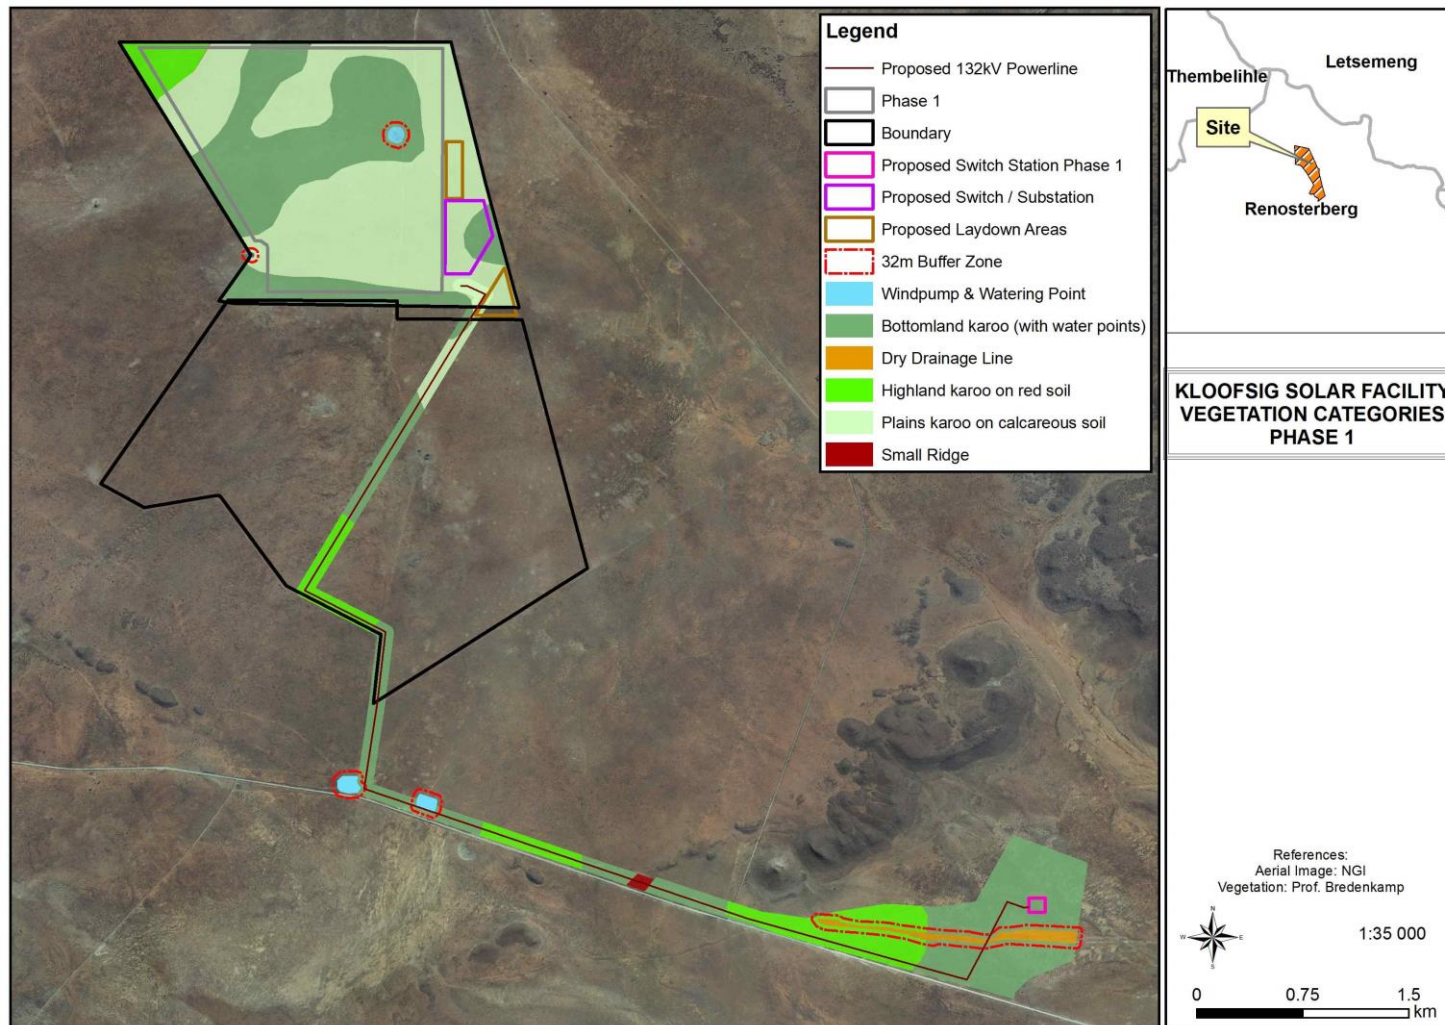 Legend
Proposed 132kV Powerline
Phase 1
Boundary
Proposed Switch Station Phase 1
Proposed Switch / Substation
Proposed Laydown Areas
32m Buffer Zone
Windpump & Watering Point
Bottomland karoo (with water points)
Dry Drainage Line
Highland karoo on red soil
Plains karoo on calcareous soil
Small Ridge
Letsemeng
Thembelihle
Site
Renosterberg
KLOOFSIG SOLAR FACILITY
VEGETATION CATEGORIES
PHASE 1
References:
Aerial Image: NGI
Vegetation: Prof. Bredenkamp
N
W E
S
1:35 000
0 0.75 1.5
km